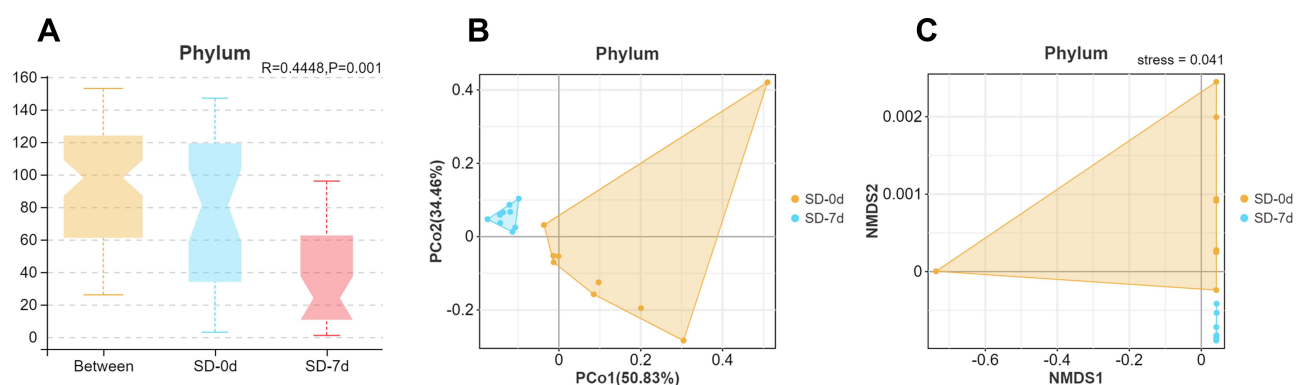 A
Phylum
R=0.4448,P=0.001
160
140
120
100
80
60
40
20
0
Between
SD-0d
SD-7d
B
Phylum
PCo2(34.46%)
0.4
0.2
0
-0.2
0
0.2
0.4
PCo1(50.83%)
SD-0d
SD-7d
C
Phylum
stress = 0.041
NMDS2
0.002
0.001
0
-0.6
-0.4
-0.2
0
NMDS1
SD-0d
SD-7d